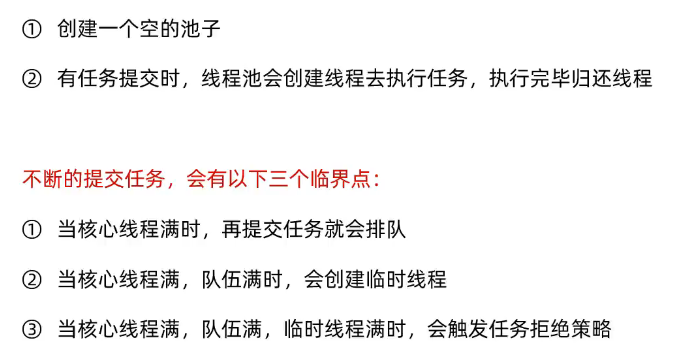 ① 创建一个空的池子
② 有任务提交时，线程池会创建线程去执行任务，执行完毕归还线程
不断的提交任务，会有以下三个临界点：
① 当核心线程满时，再提交任务就会排队
② 当核心线程满，队伍满时，会创建临时线程
③ 当核心线程满，队伍满，临时线程满时，会触发任务拒绝策略